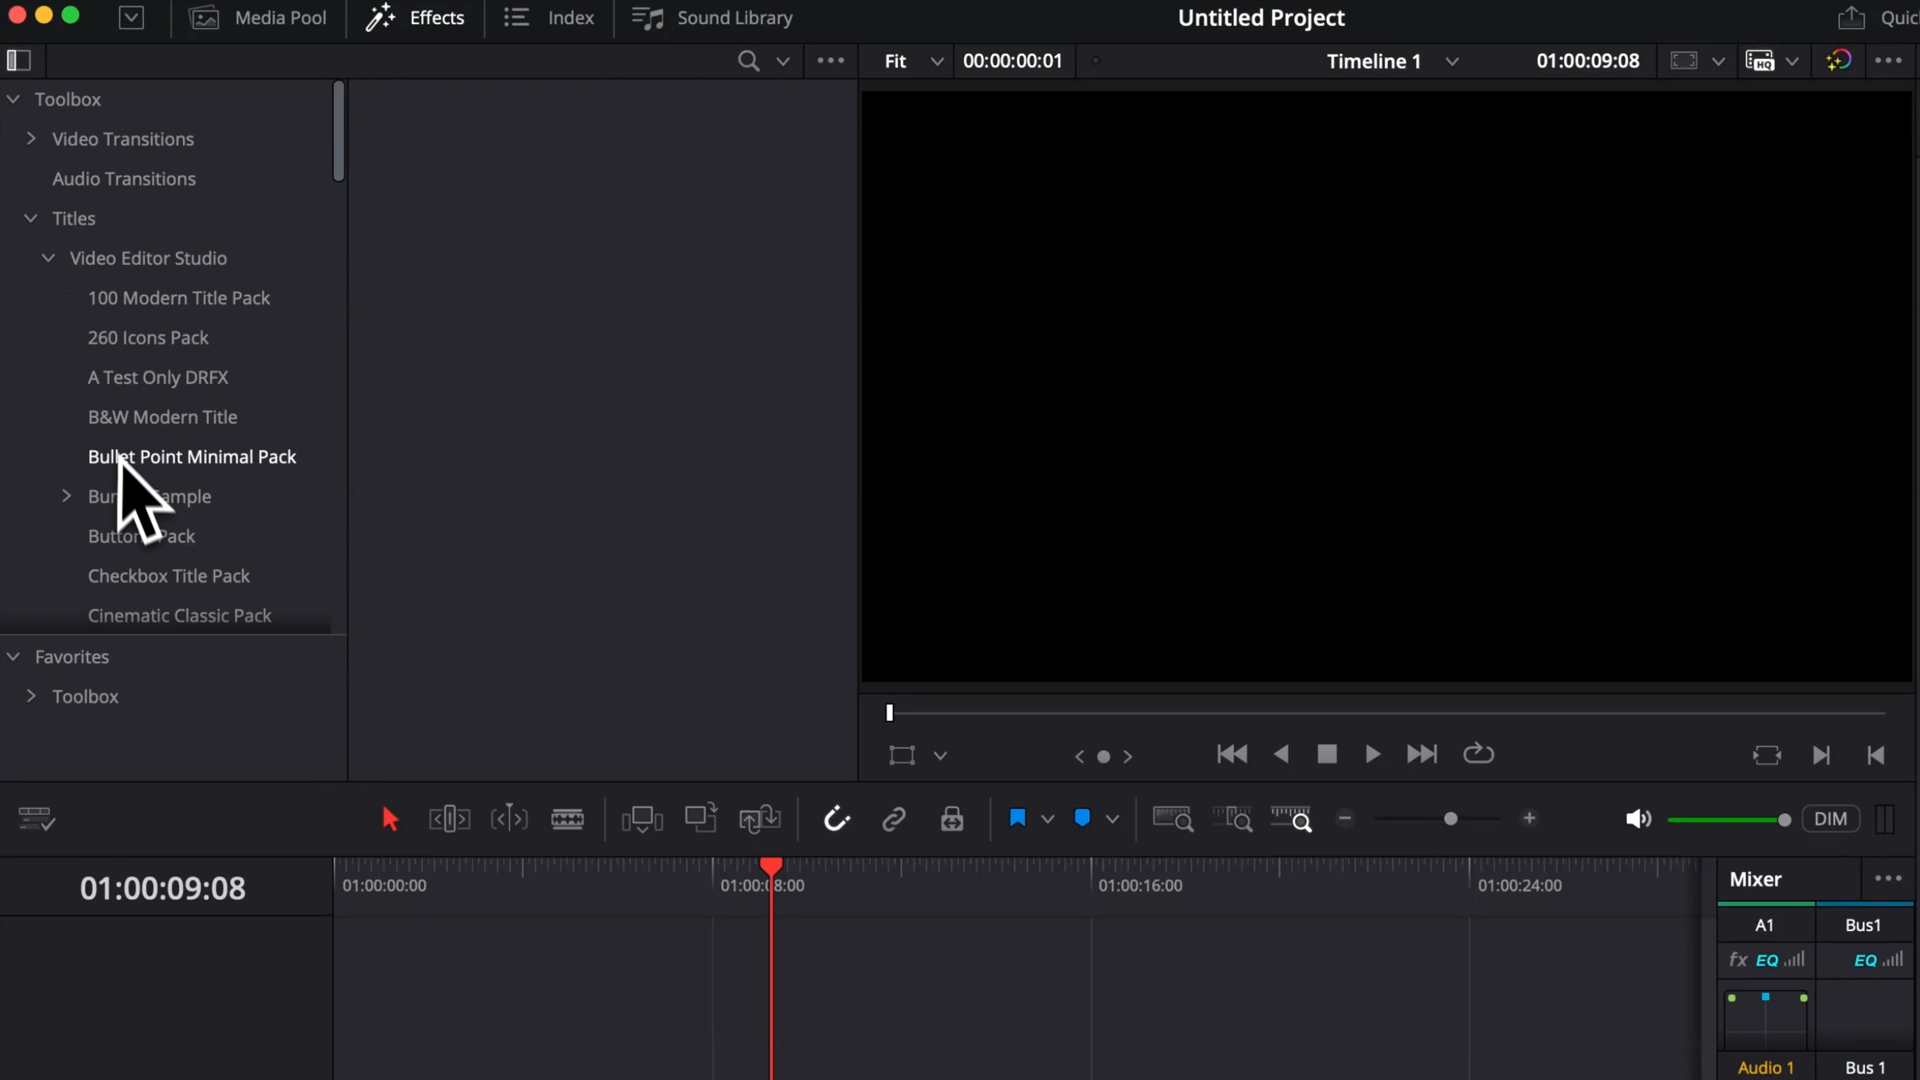 Media Pool
Effects
Index
Sound Library
Untitled Project
Fit
00:00:00:01
Timeline 1
01:00:09:08
Toolbox
Video Transitions
Audio Transitions
Titles
Video Editor Studio
100 Modern Title Pack
260 Icons Pack
A Test Only DRFX
B&W Modern Title
Bullet Point Minimal Pack
Checkbox Title Pack
Cinematic Classic Pack
Favorites
Toolbox
DIM
01:00:09:08
01:00:00:00
01:00:08:00
01:00:16:00
01:00:24:00
Mixer
A1
Bus1
fx EQ
EQ
Audio 1
Bus 1